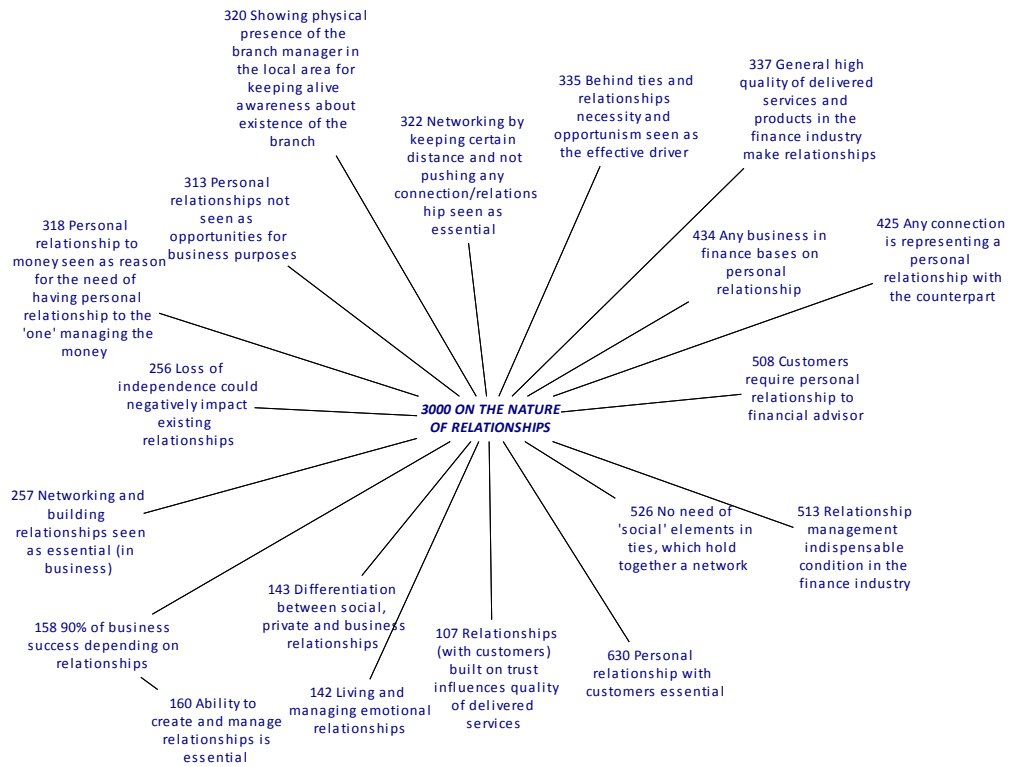 320 Showing physical
presence of the
branch manager in
the local area for
keeping alive
awareness about
existence of the
branch
322 Networking by
keeping certain
distance and not
pushing any
connection/relations
hip seen as
essential
335 Behind ties and
relationships
necessity and
opportunism seen as
the effective driver
337 General high
quality of delivered
services and
products in the
finance industry
make relationships
313 Personal
relationships not
seen as
opportunities for
business purposes
318 Personal
relationship to
money seen as reason
for the need of
having personal
relationship to the
'one' managing the
money
434 Any business in
finance bases on
personal
relationship
425 Any connection
is representing a
personal
relationship with
the counterpart
256 Loss of
independence could
negatively impact
existing
relationships
3000 ON THE NATURE
OF RELATIONSHIPS
508 Customers
require personal
relationship to
financial advisor
257 Networking and
building
relationships seen
as essential (in
business)
526 No need of
'social' elements in
ties, which hold
together a network
513 Relationship
management
indispensable
condition in the
finance industry
158 90% of business
success depending on
relationships
143 Differentiation
between social,
private and business
relationships
107 Relationships
(with customers)
built on trust
influences quality
of delivered
services
630 Personal
relationship with
customers essential
160 Ability to
create and manage
relationships is
essential
142 Living and
managing emotional
relationships